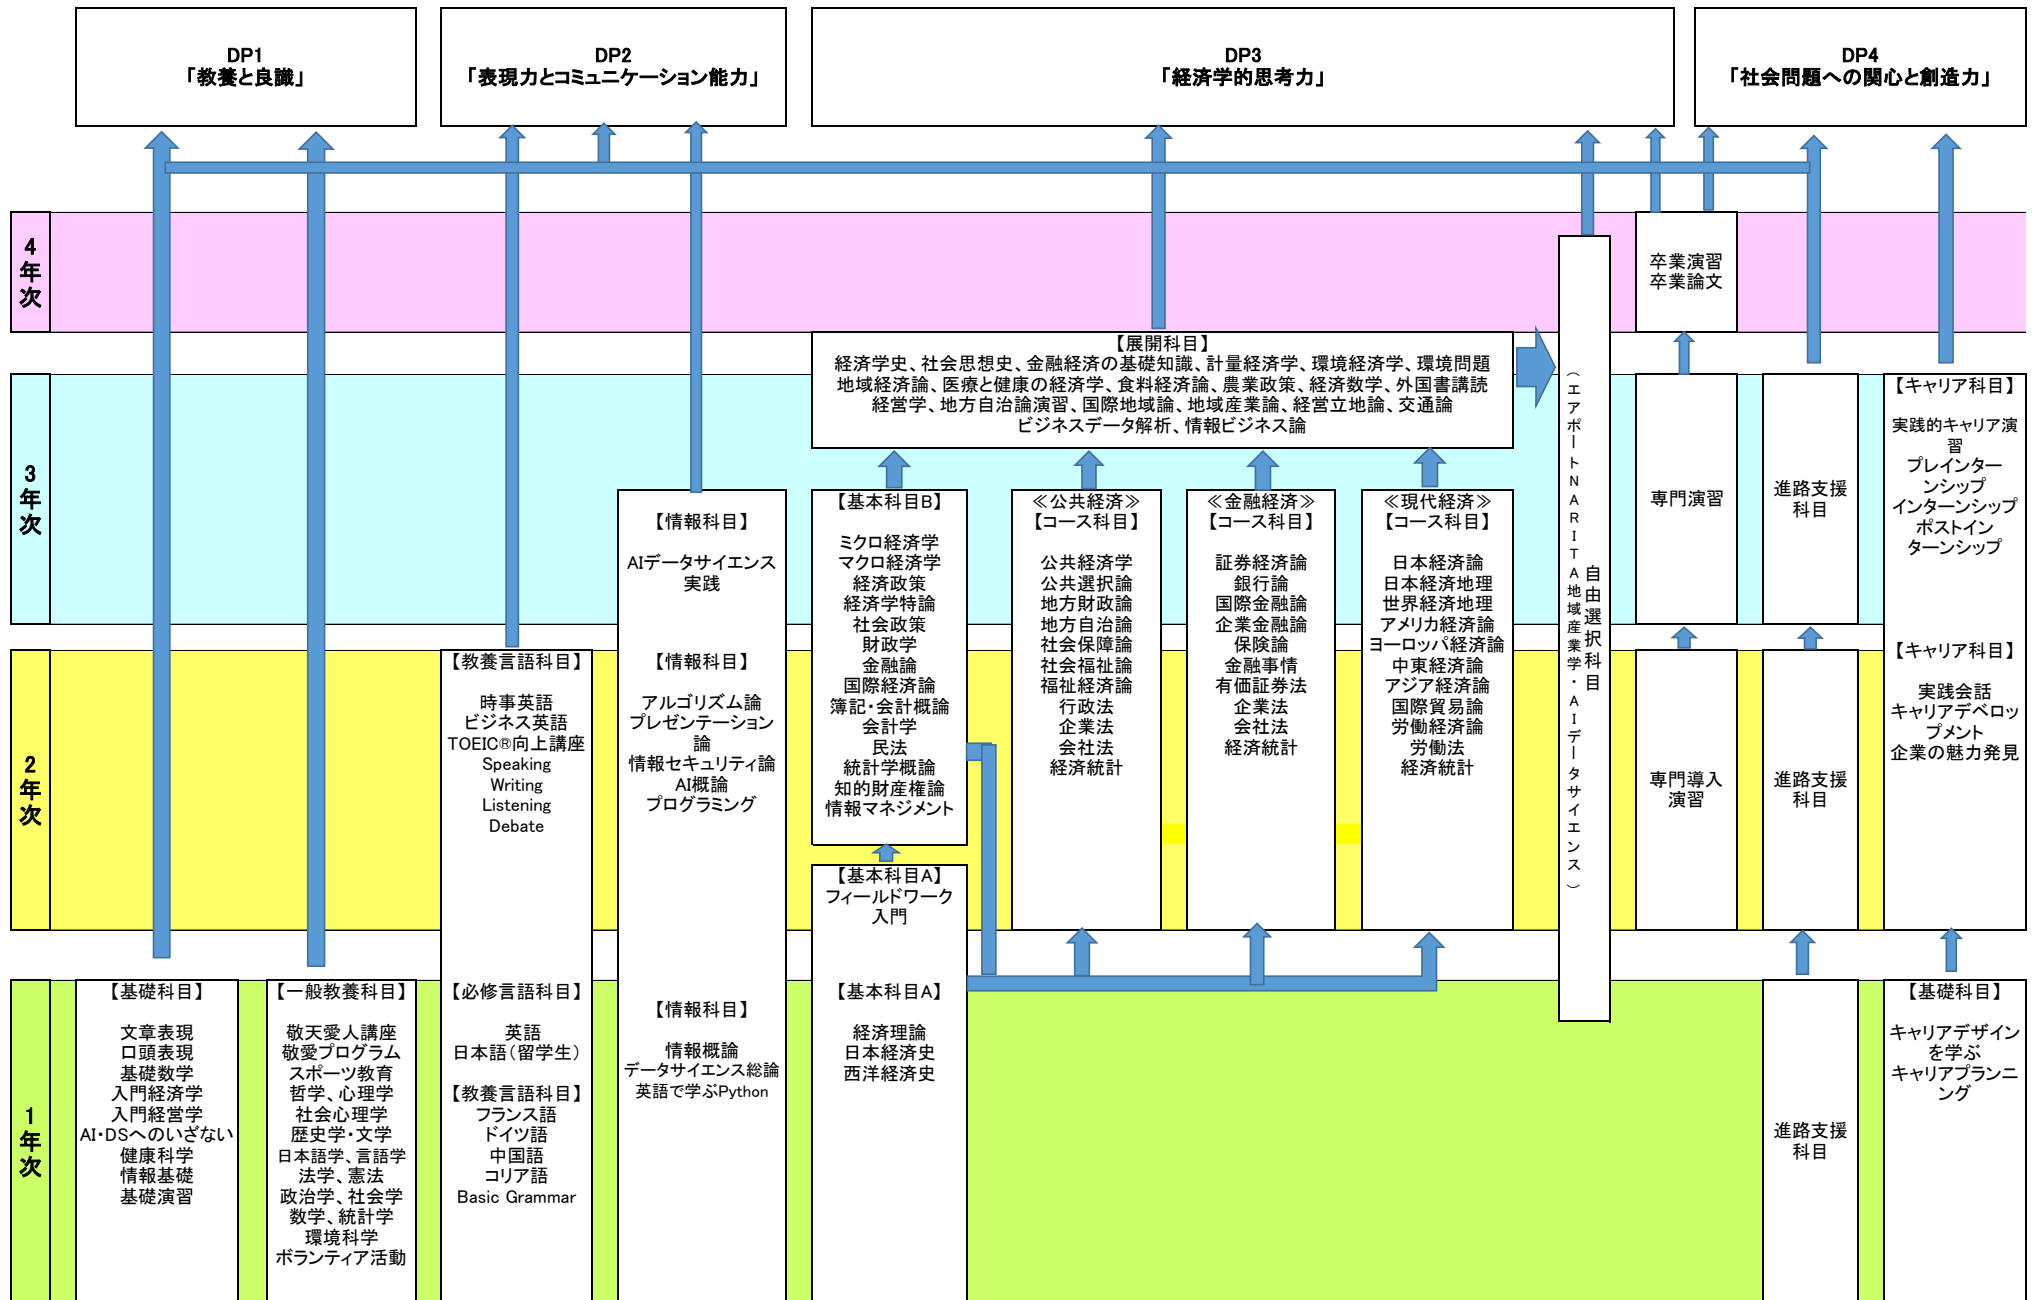 DP1
「教養と良識」
DP2
「表現力とコミュニケーション能力」
DP3
「経済学的思考力」
DP4
「社会問題への関心と創造力」
4年次
卒業演習
卒業論文
【展開科目】
経済学史、社会思想史、金融経済の基礎知識、計量経済学、環境経済学、環境問題
地域経済論、医療と健康の経済学、食料経済論、農業政策、経済数学、外国書講読
経営学、地方自治論演習、国際地域論、地域産業論、経営立地論、交通論
ビジネスデータ解析、情報ビジネス論
自由選択科目
（エアポートNARITA地域産業学・AIデータサイエンス）
3年次
【情報科目】
AIデータサイエンス
実践
【基本科目B】
ミクロ経済学
マクロ経済学
経済政策
経済学特論
社会政策
財政学
金融論
国際経済論
簿記・会計概論
会計学
民法
統計学概論
知的財産権論
情報マネジメント
≪公共経済≫
【コース科目】
公共経済学
公共選択論
地方財政論
地方自治論
社会保障論
社会福祉論
福祉経済論
行政法
企業法
会社法
経済統計
≪金融経済≫
【コース科目】
証券経済論
銀行論
国際金融論
企業金融論
保険論
金融事情
有価証券法
企業法
会社法
経済統計
≪現代経済≫
【コース科目】
日本経済論
日本経済地理
世界経済地理
アメリカ経済論
ヨーロッパ経済論
中東経済論
アジア経済論
国際貿易論
労働経済論
労働法
経済統計
専門演習
進路支援
科目
【キャリア科目】
実践的キャリア演
習
プレインター
ンシップ
インターンシップ
ポストイン
ターンシップ
2年次
【教養言語科目】
時事英語
ビジネス英語
TOEIC®向上講座
Speaking
Writing
Listening
Debate
【情報科目】
アルゴリズム論
プレゼンテーション
論
情報セキュリティ論
AI概論
プログラミング
【基本科目A】
フィールドワーク
入門
専門導入
演習
進路支援
科目
【キャリア科目】
実践会話
キャリアデベロッ
プメント
企業の魅力発見
1年次
【基礎科目】
文章表現
口頭表現
基礎数学
入門経済学
入門経営学
AI・DSへのいざない
健康科学
情報基礎
基礎演習
【一般教養科目】
敬天愛人講座
敬愛プログラム
スポーツ教育
哲学、心理学
社会心理学
歴史学・文学
日本語学、言語学
法学、憲法
政治学、社会学
数学、統計学
環境科学
ボランティア活動
【必修言語科目】
英語
日本語（留学生）
【教養言語科目】
フランス語
ドイツ語
中国語
コリア語
Basic Grammar
【情報科目】
情報概論
データサイエンス総論
英語で学ぶPython
【基本科目A】
経済理論
日本経済史
西洋経済史
進路支援
科目
【基礎科目】
キャリアデザイン
を学ぶ
キャリアプランニ
ング